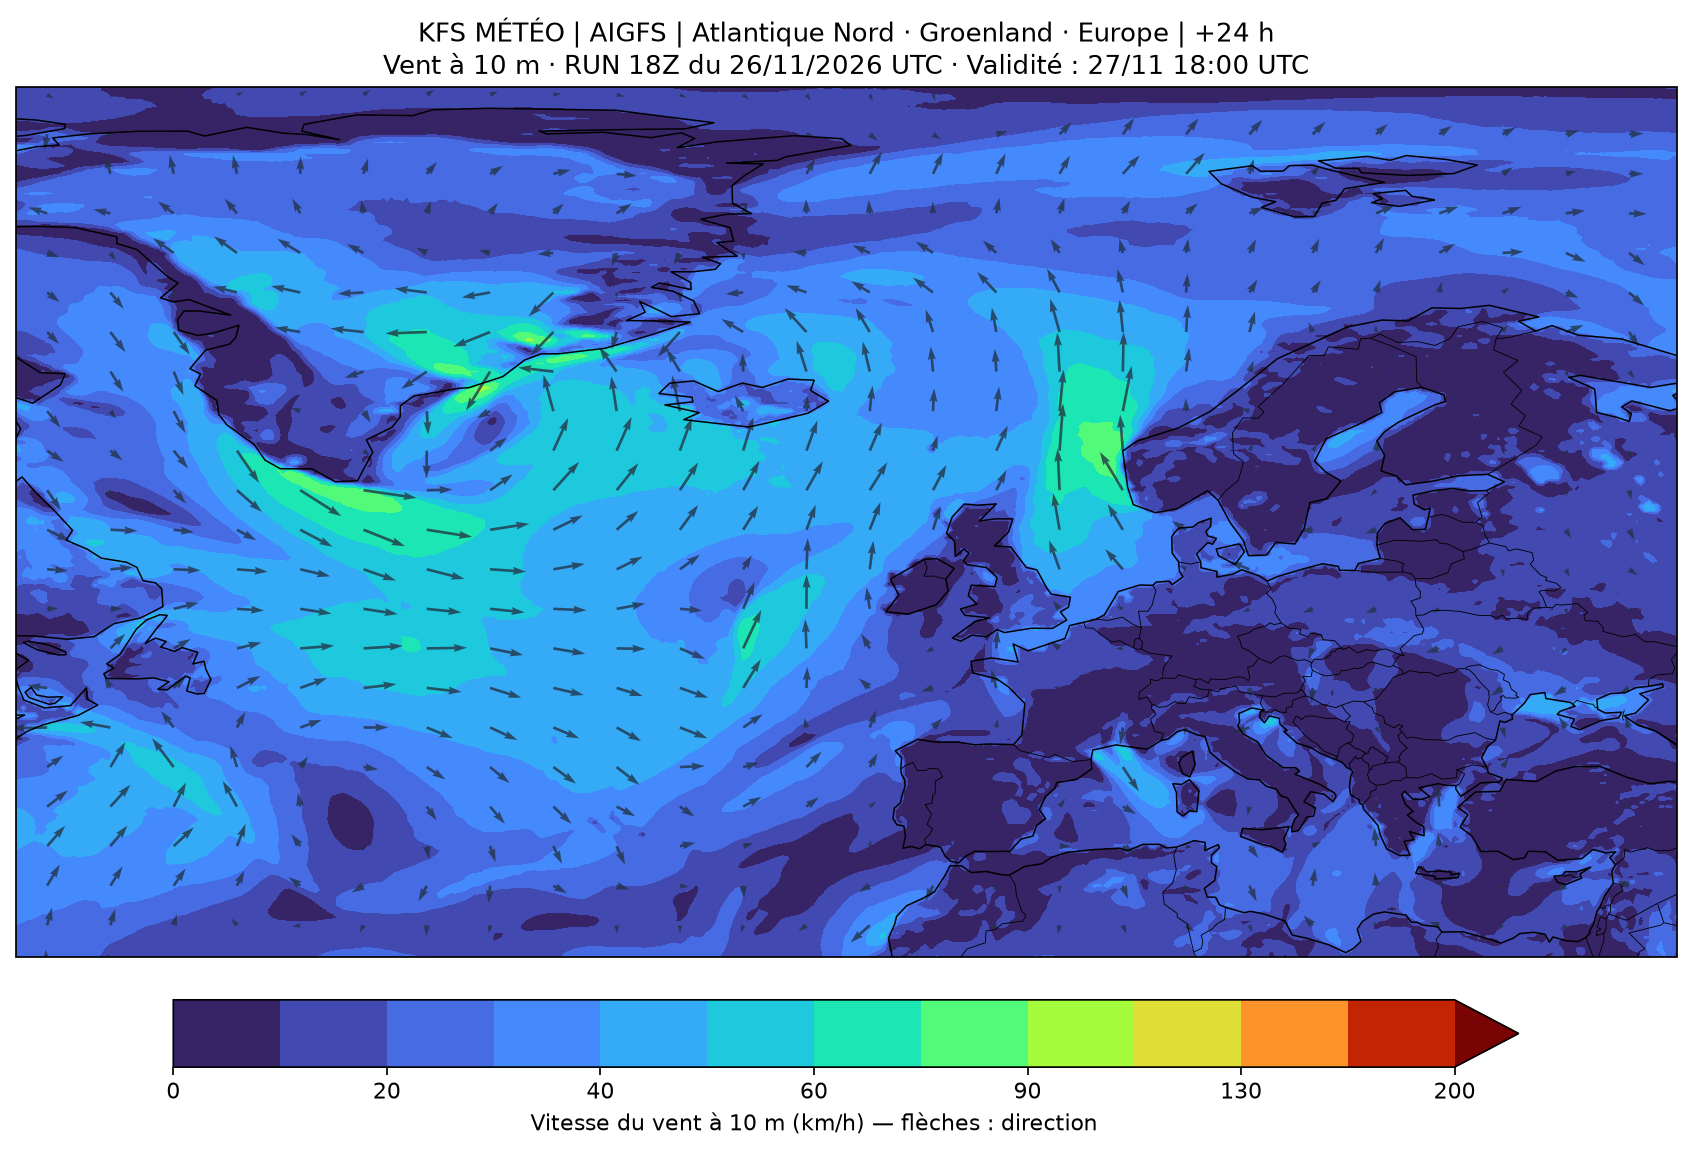 KFS MÉTÉO | AIGFS | Atlantique Nord · Groenland · Europe | +24 h
Vent à 10 m · RUN 18Z du 26/11/2026 UTC · Validité : 27/11 18:00 UTC
0 20 40 60 90 130 200
Vitesse du vent à 10 m (km/h) — flèches : direction